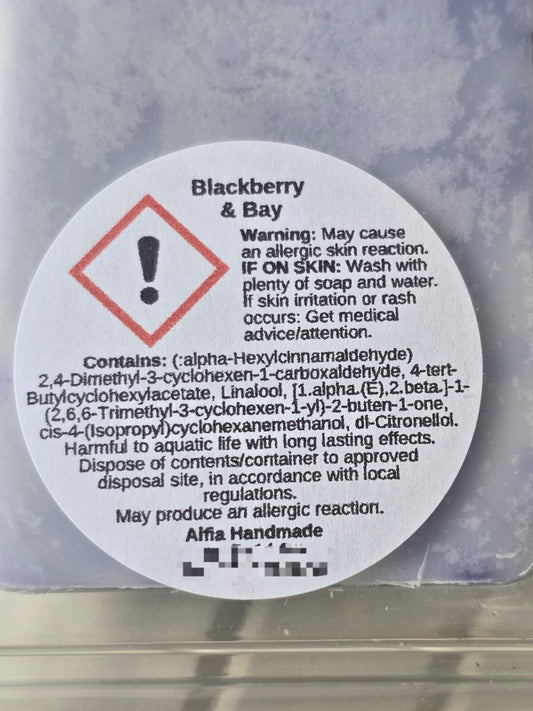 Blackberry
& Bay
Warning: May cause
an allergic skin reaction.
IF ON SKIN: Wash with
plenty of soap and water.
If skin irritation or rash
occurs: Get medical
advice/attention.
Contains: (:alpha-Hexylcinnamaldehyde)
2,4-Dimethyl-3-cyclohexen-1-carboxaldehyde, 4-tert-
Butylcyclohexylacetate, Linalool, [1.alpha.(E),2.beta.]-1-
(2,6,6-Trimethyl-3-cyclohexen-1-yl)-2-buten-1-one,
cis-4-(Isopropyl)cyclohexanemethanol, dl-Citronellol.
Harmful to aquatic life with long lasting effects.
Dispose of contents/container to approved
disposal site, in accordance with local
regulations.
May produce an allergic reaction.
Alfia Handmade